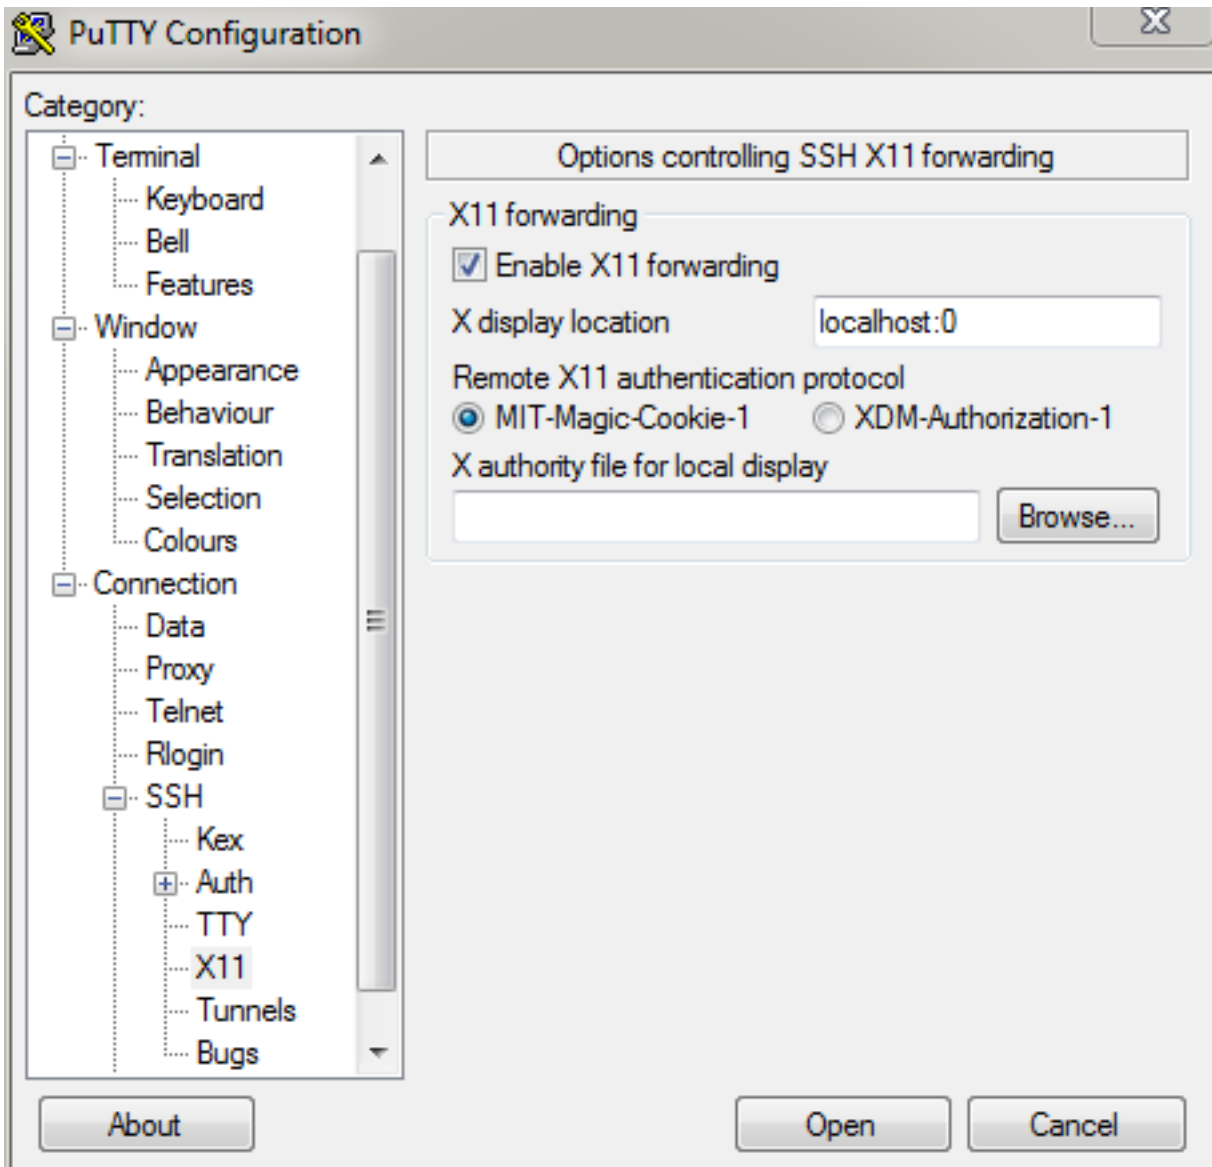 PuTTY Configuration
Category:
Terminal
Keyboard
Bell
Features
Window
Appearance
Behaviour
Translation
Selection
Colours
Connection
Data
Proxy
Telnet
Rlogin
SSH
Kex
Auth
TTY
X11
Tunnels
Bugs
Options controlling SSH X11 forwarding
X11 forwarding
Enable X11 forwarding
X display location localhost:0
Remote X11 authentication protocol
MIT-Magic-Cookie-1 XDM-Authorization-1
X authority file for local display
Browse...
About Open Cancel